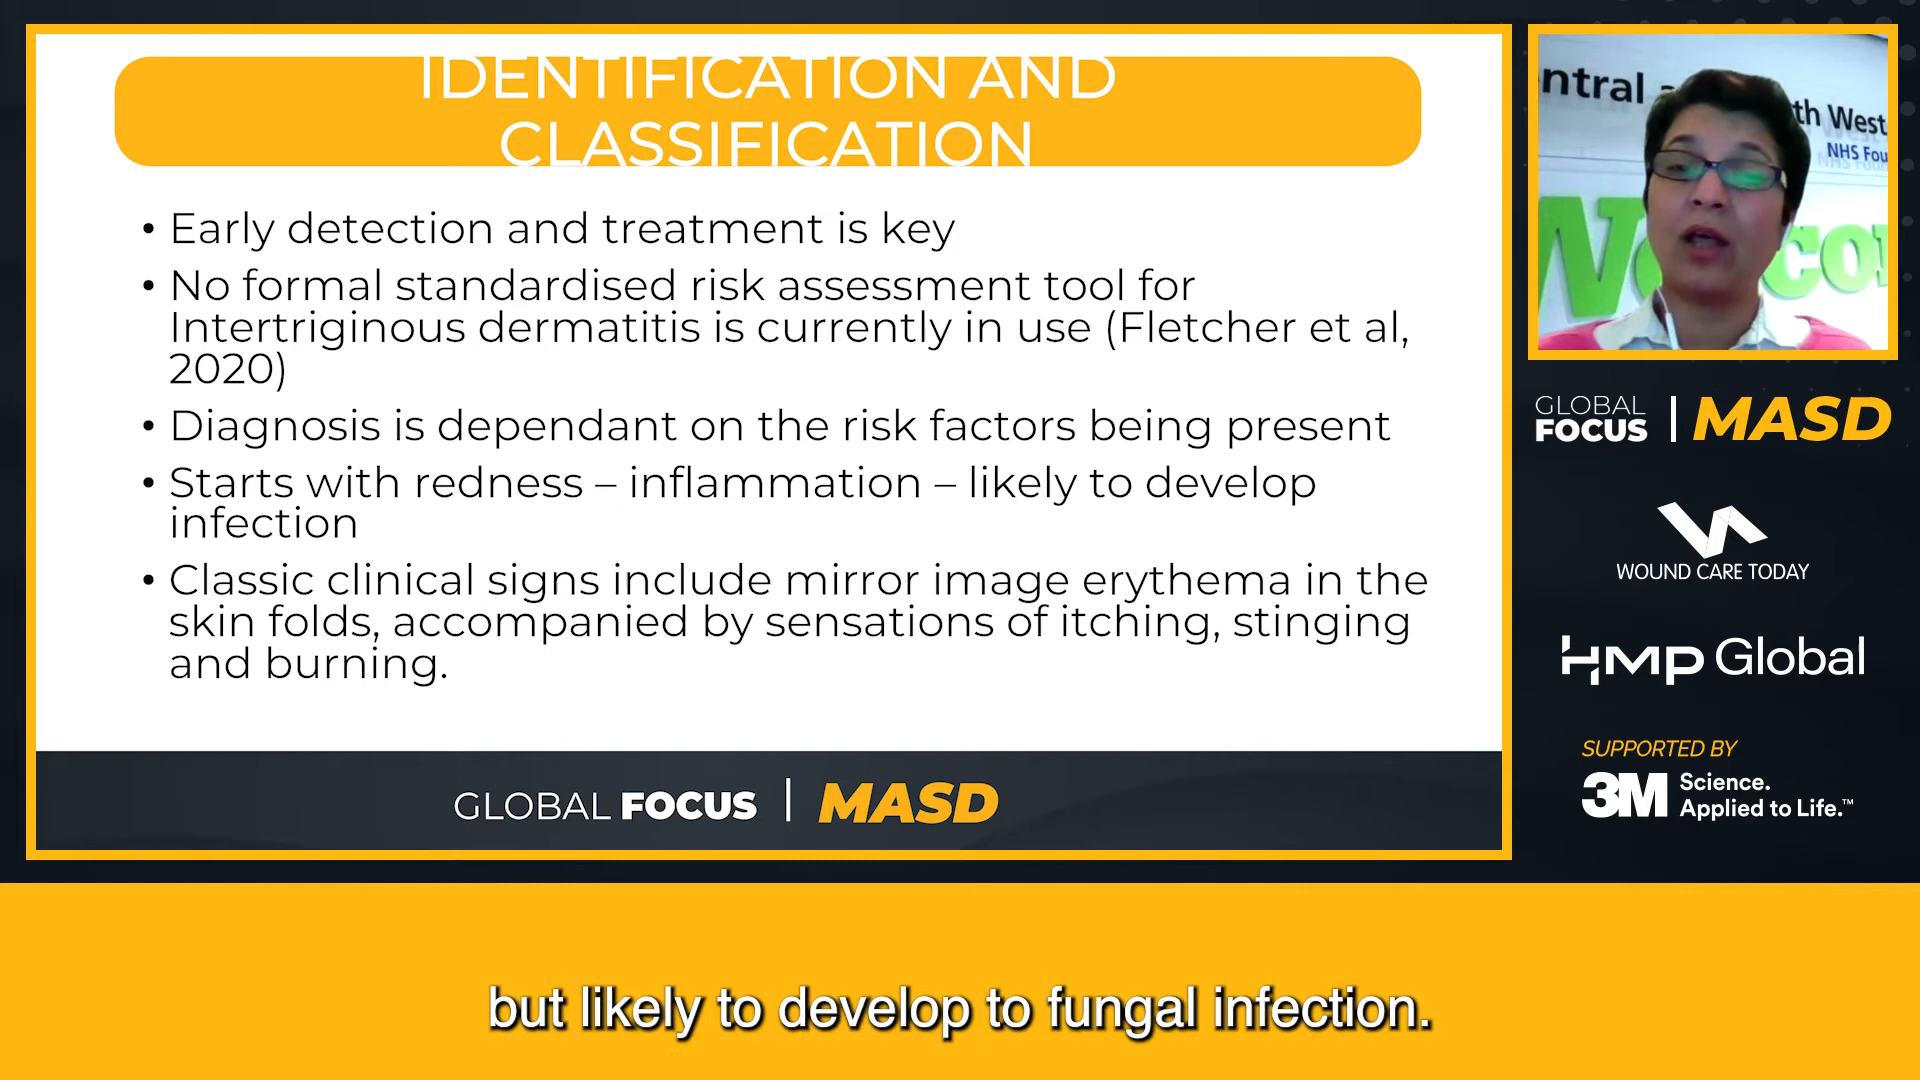 IDENTIFICATION AND
CLASSIFICATION
• Early detection and treatment is key
• No formal standardised risk assessment tool for
Intertriginous dermatitis is currently in use (Fletcher et al,
2020)
• Diagnosis is dependant on the risk factors being present
• Starts with redness – inflammation – likely to develop
infection
• Classic clinical signs include mirror image erythema in the
skin folds, accompanied by sensations of itching, stinging
and burning.
GLOBAL FOCUS | MASD
ntral
th West
NHS Fou
GLOBAL
FOCUS | MASD
WOUND CARE TODAY
HMP Global
SUPPORTED BY
3M Science.
Applied to Life.™
but likely to develop to fungal infection.